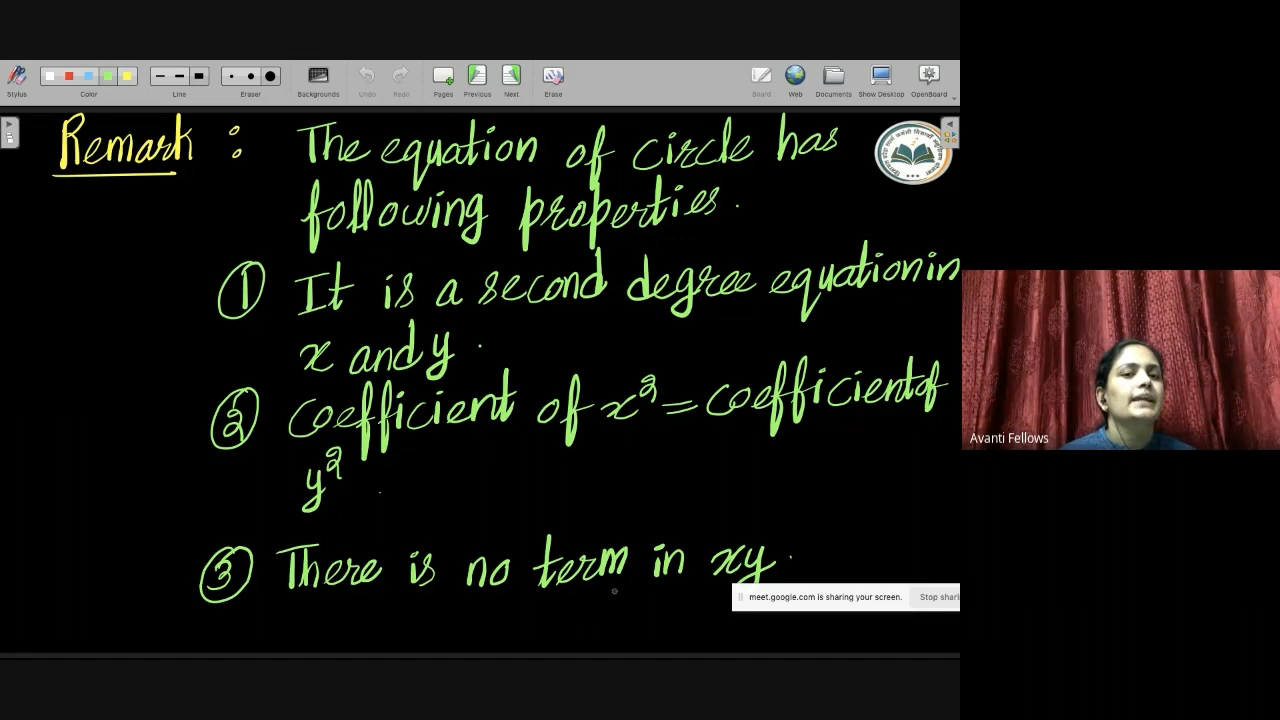 Stylus Color Line Eraser Backgrounds Undo Redo Pages Previous Next Erase Board Web Documents Show Desktop OpenBoard
Remark : The equation of circle has
following properties.
① It is a second degree equation in
x and y.
② Coefficient of x² = Coefficient of
y²
③ There is no term in xy.
meet.google.com is sharing your screen. Stop shari
Avanti Fellows